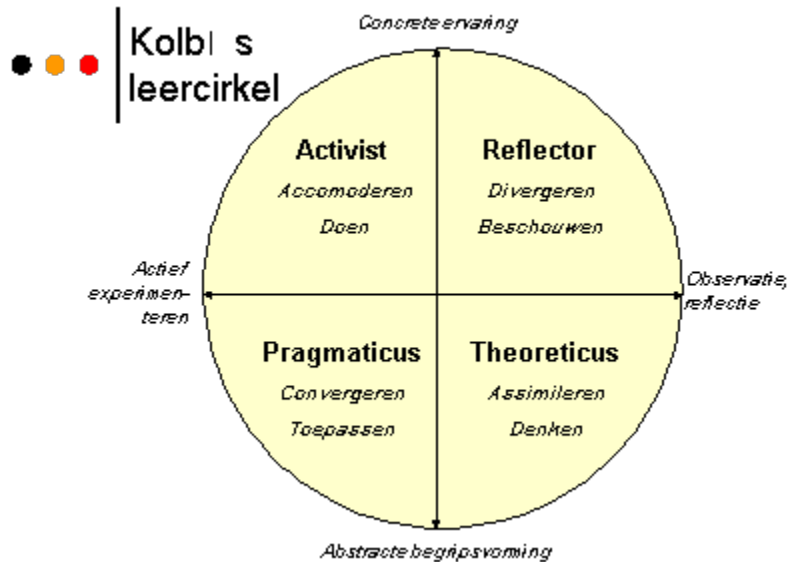 Kolb s
leercirkel
Concrete ervaring
Activist
Accomoderen
Doen
Reflector
Divergeren
Beschouwen
Actief
experimen-
teren
Observatie,
reflectie
Pragmaticus
Convergeren
Toepassen
Theoreticus
Assimileren
Denken
Abstracte begripsvorming